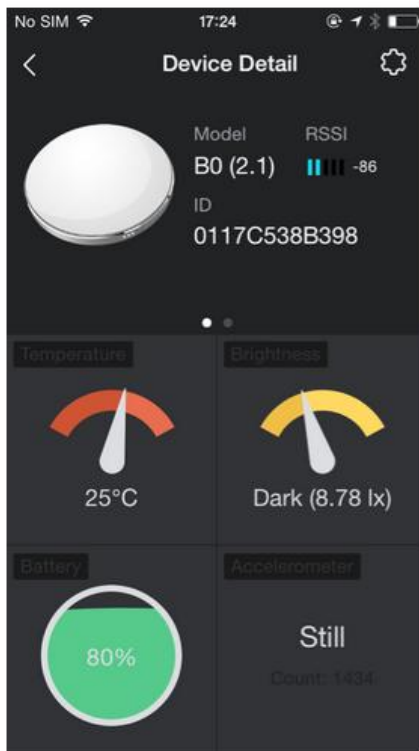 No SIM 17:24
Device Detail
Model RSSI
B0 (2.1) -86
ID
0117C538B398
Temperature Brightness
25°C Dark (8.78 lx)
Battery Accelsrometer
80% Still
Count: 1434